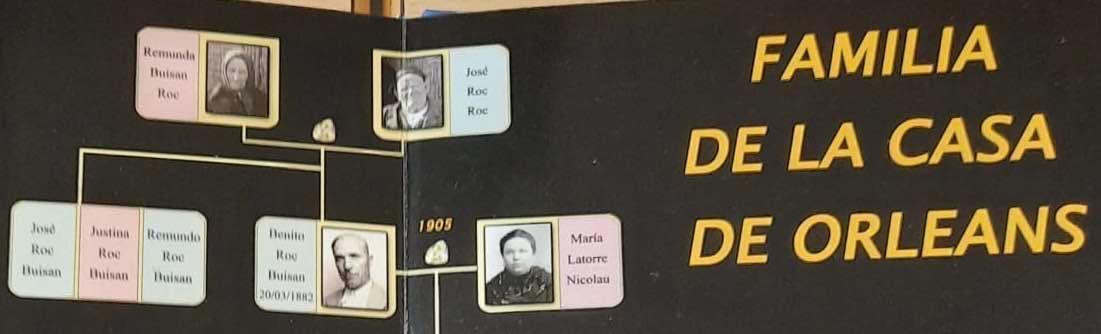 Remunda
Buisan
Roc
José
Roc
Roc
FAMILIA
DE LA CASA
DE ORLEANS
José
Roc
Buisan
Justina
Roc
Buisan
Remundo
Roc
Buisan
Benito
Roc
Buisan
20/03/1882
1905
María
Latorre
Nicolau